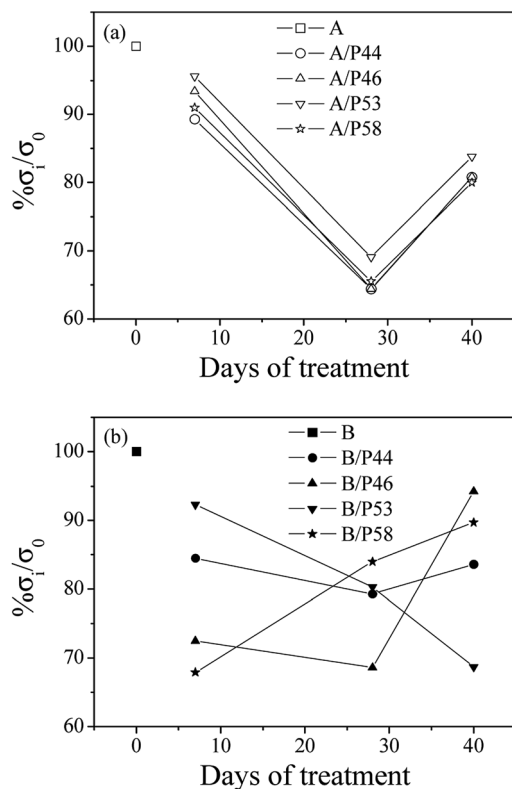 (a)
A
A/P44
A/P46
A/P53
A/P58
100
90
80
70
60
%σi/σ0
0
10
20
30
40
Days of treatment
(b)
B
B/P44
B/P46
B/P53
B/P58
100
90
80
70
60
%σi/σ0
0
10
20
30
40
Days of treatment